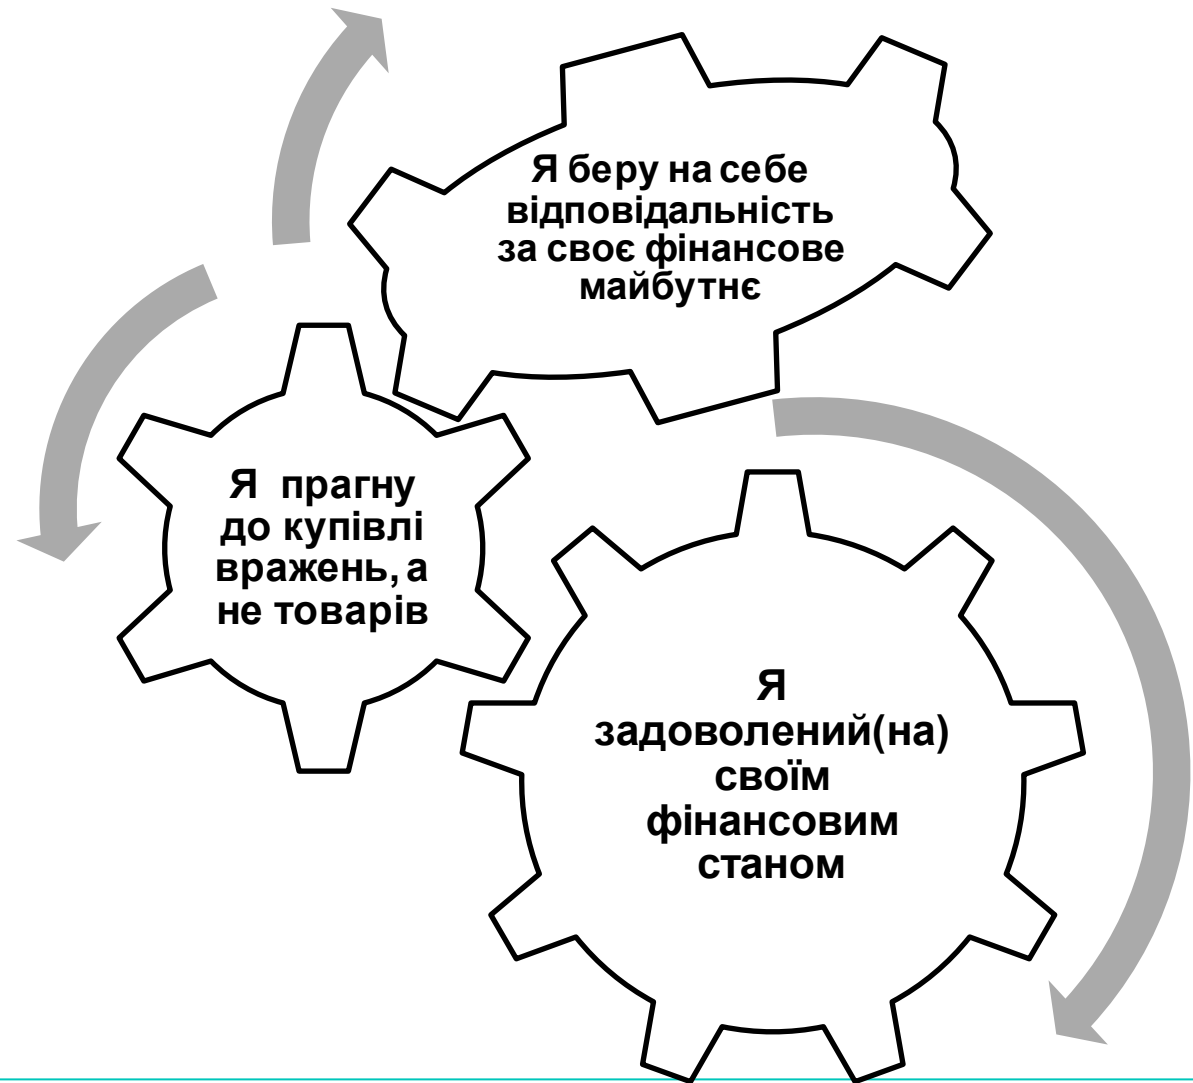 Я беру на себе
відповідальність
за своє фінансове
майбутнє
Я прагну
до купівлі
вражень, а
не товарів
Я
задоволений(на)
своїм
фінансовим
станом